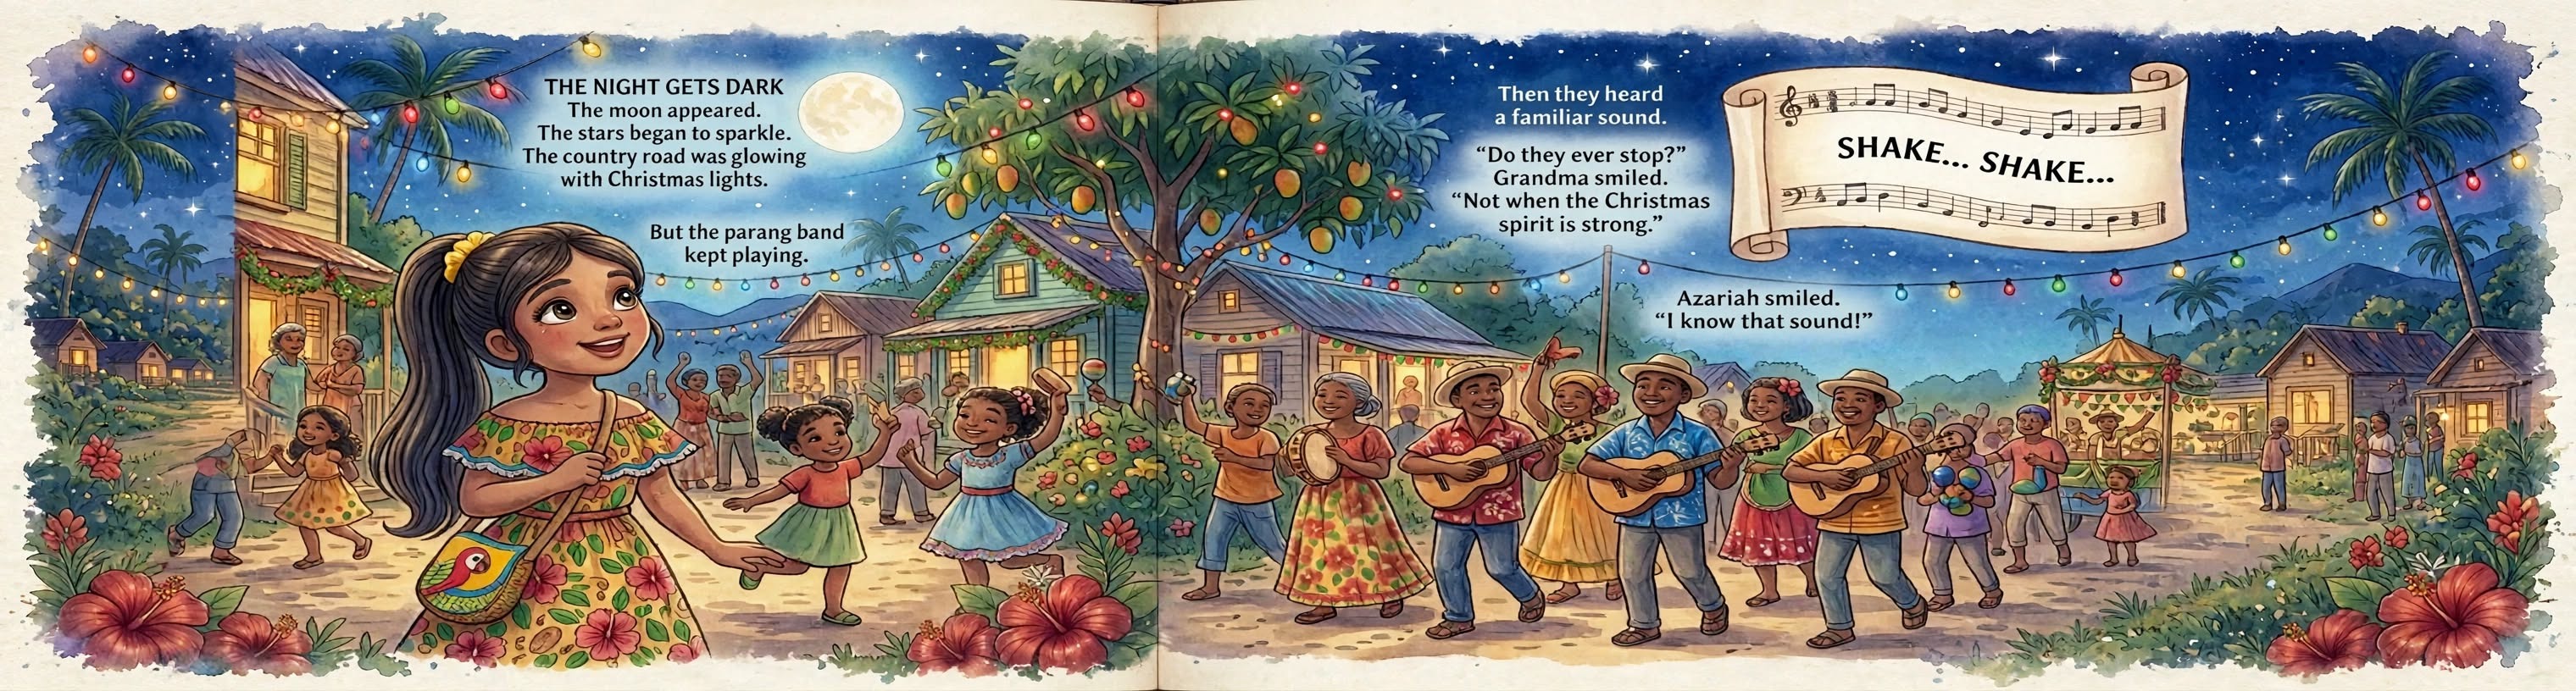 THE NIGHT GETS DARK
The moon appeared.
The stars began to sparkle.
The country road was glowing
with Christmas lights.
But the parang band
kept playing.
Then they heard
a familiar sound.
“Do they ever stop?”
Grandma smiled.
“Not when the Christmas
spirit is strong.”
SHAKE... SHAKE...
Azariah smiled.
“I know that sound!”